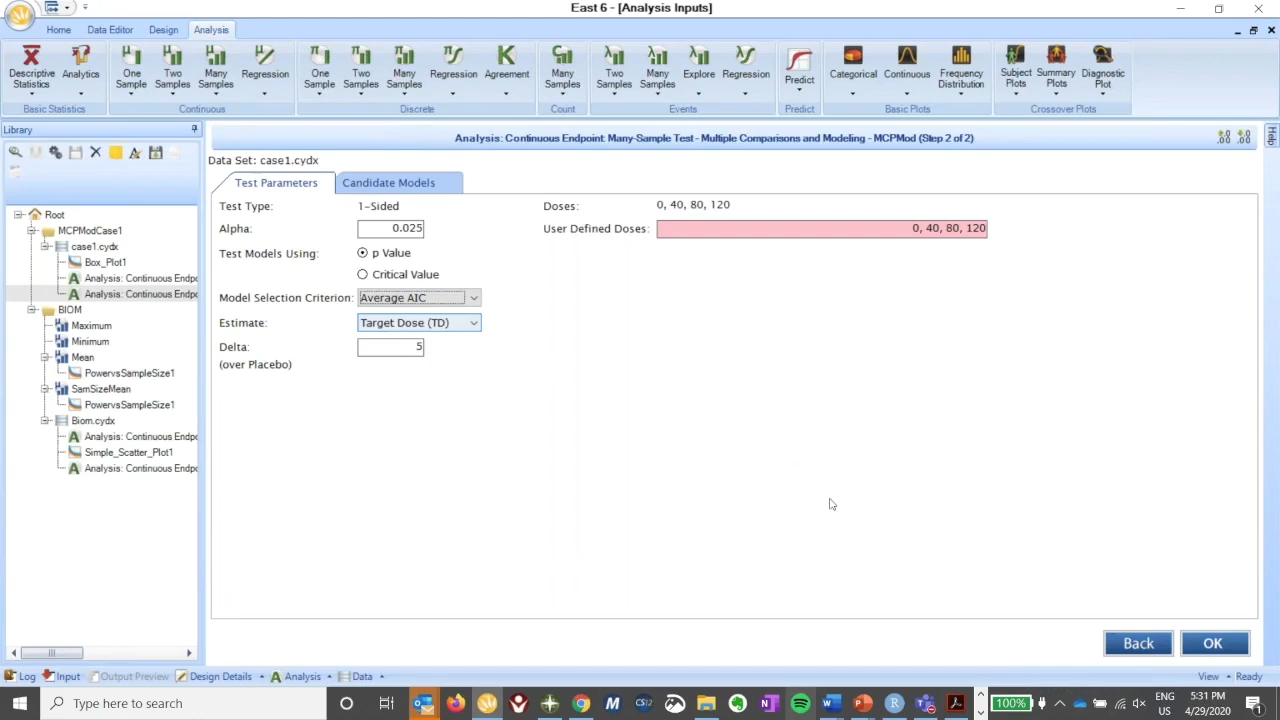 East 6 - [Analysis Inputs]
Home Data Editor Design Analysis
Descriptive Statistics Analytics One Sample Two Samples Many Samples Regression One Sample Two Samples Many Samples Regression Agreement Many Samples Two Samples Many Samples Explore Regression Predict Categorical Continuous Frequency Distribution Subject Plots Summary Plots Diagnostic Plot
Basic Statistics Continuous Discrete Count Events Predict Basic Plots Crossover Plots
Library
Analysis: Continuous Endpoint: Many-Sample Test - Multiple Comparisons and Modeling - MCPMod (Step 2 of 2)
Help
Data Set: case1.cydx
Test Parameters Candidate Models
Test Type: 1-Sided Doses: 0, 40, 80, 120
Alpha: 0.025 User Defined Doses: 0, 40, 80, 120
Test Models Using: p Value
Critical Value
Model Selection Criterion: Average AIC
Estimate: Target Dose (TD)
Delta: 5
(over Placebo)
Root
MCPModCase1
case1.cydx
Box_Plot1
Analysis: Continuous Endpo
Analysis: Continuous Endpo
BIOM
Maximum
Minimum
Mean
PowervsSampleSize1
SamSizeMean
PowervsSampleSize1
Biom.cydx
Analysis: Continuous Endpo
Simple_Scatter_Plot1
Analysis: Continuous Endpo
Back OK
Log Input Output Preview Design Details Analysis Data View Ready
Type here to search
100%
ENG
US
5:31 PM
4/29/2020